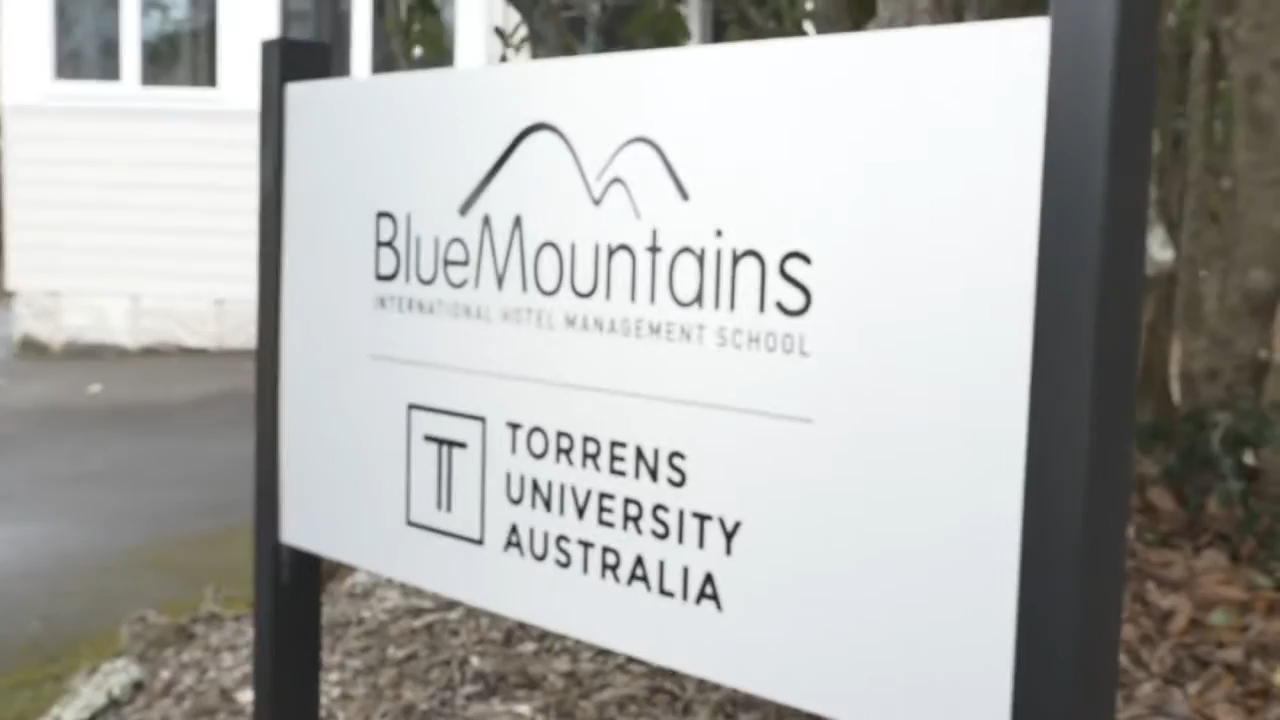 BlueMountains
INTERNATIONAL HOTEL MANAGEMENT SCHOOL
TORRENS
UNIVERSITY
AUSTRALIA